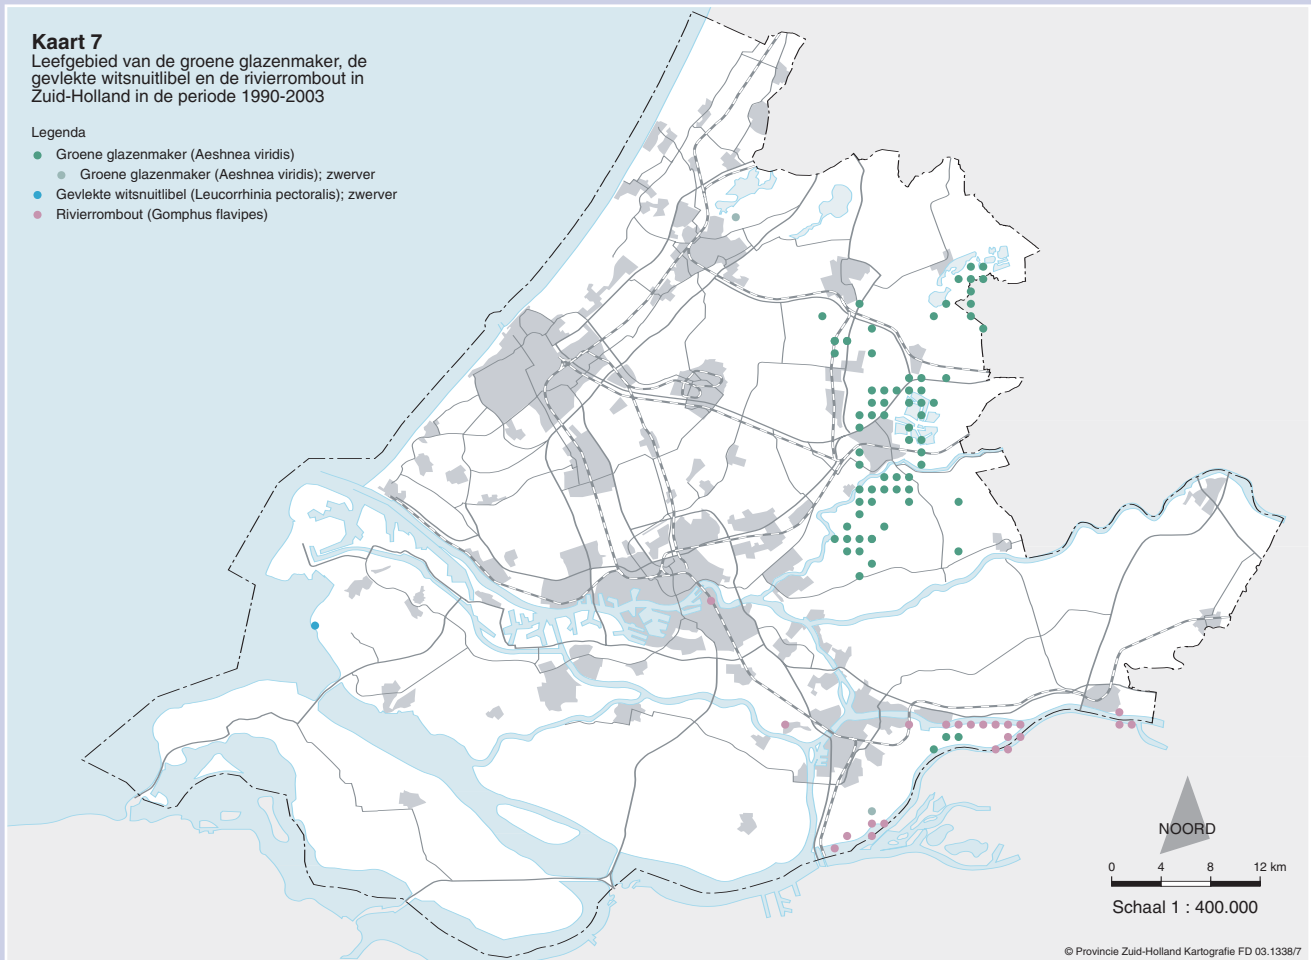 Kaart 7
Leefgebied van de groene glazenmaker, de
gevlekte witsnuitlibel en de rivierrombout in
Zuid-Holland in de periode 1990-2003
Legenda
Groene glazenmaker (Aeshnea viridis)
Groene glazenmaker (Aeshnea viridis); zwerver
Gevlekte witsnuitlibel (Leucorrhinia pectoralis); zwerver
Rivierrombout (Gomphus flavipes)
NOORD
0 4 8 12 km
Schaal 1 : 400.000
© Provincie Zuid-Holland Kartografie FD 03.1338/7